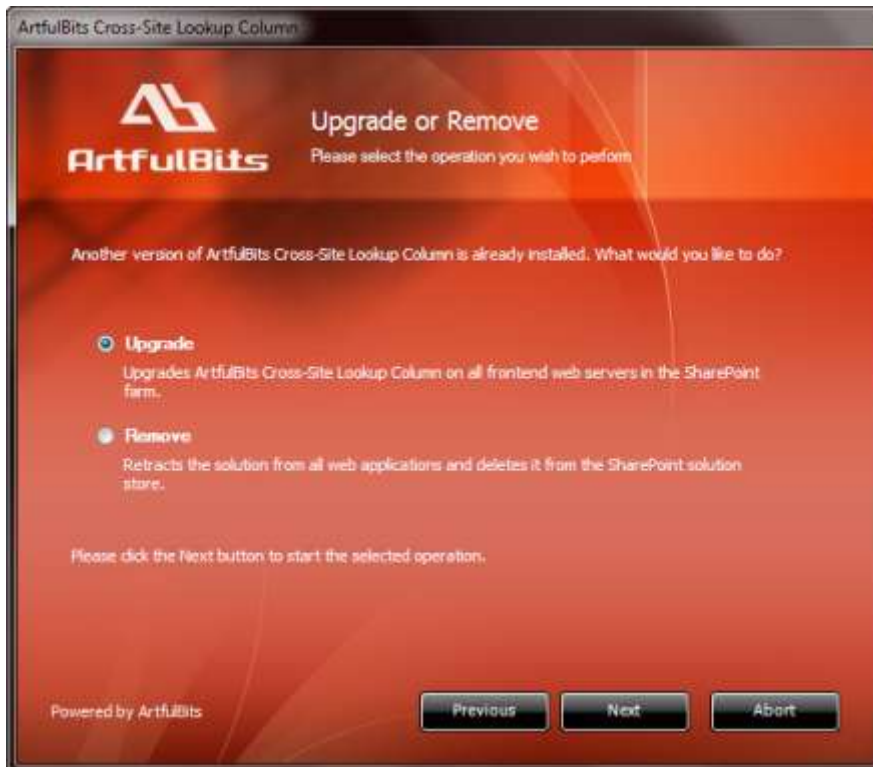 ArtfulBits Cross-Site Lookup Column
ArtfulBits
Upgrade or Remove
Please select the operation you wish to perform
Another version of ArtfulBits Cross-Site Lookup Column is already installed. What would you like to do?
Upgrade
Upgrades ArtfulBits Cross-Site Lookup Column on all frontend web servers in the SharePoint
farm.
Remove
Retracts the solution from all web applications and deletes it from the SharePoint solution
store.
Please click the Next button to start the selected operation.
Powered by ArtfulBits
Previous
Next
Abort